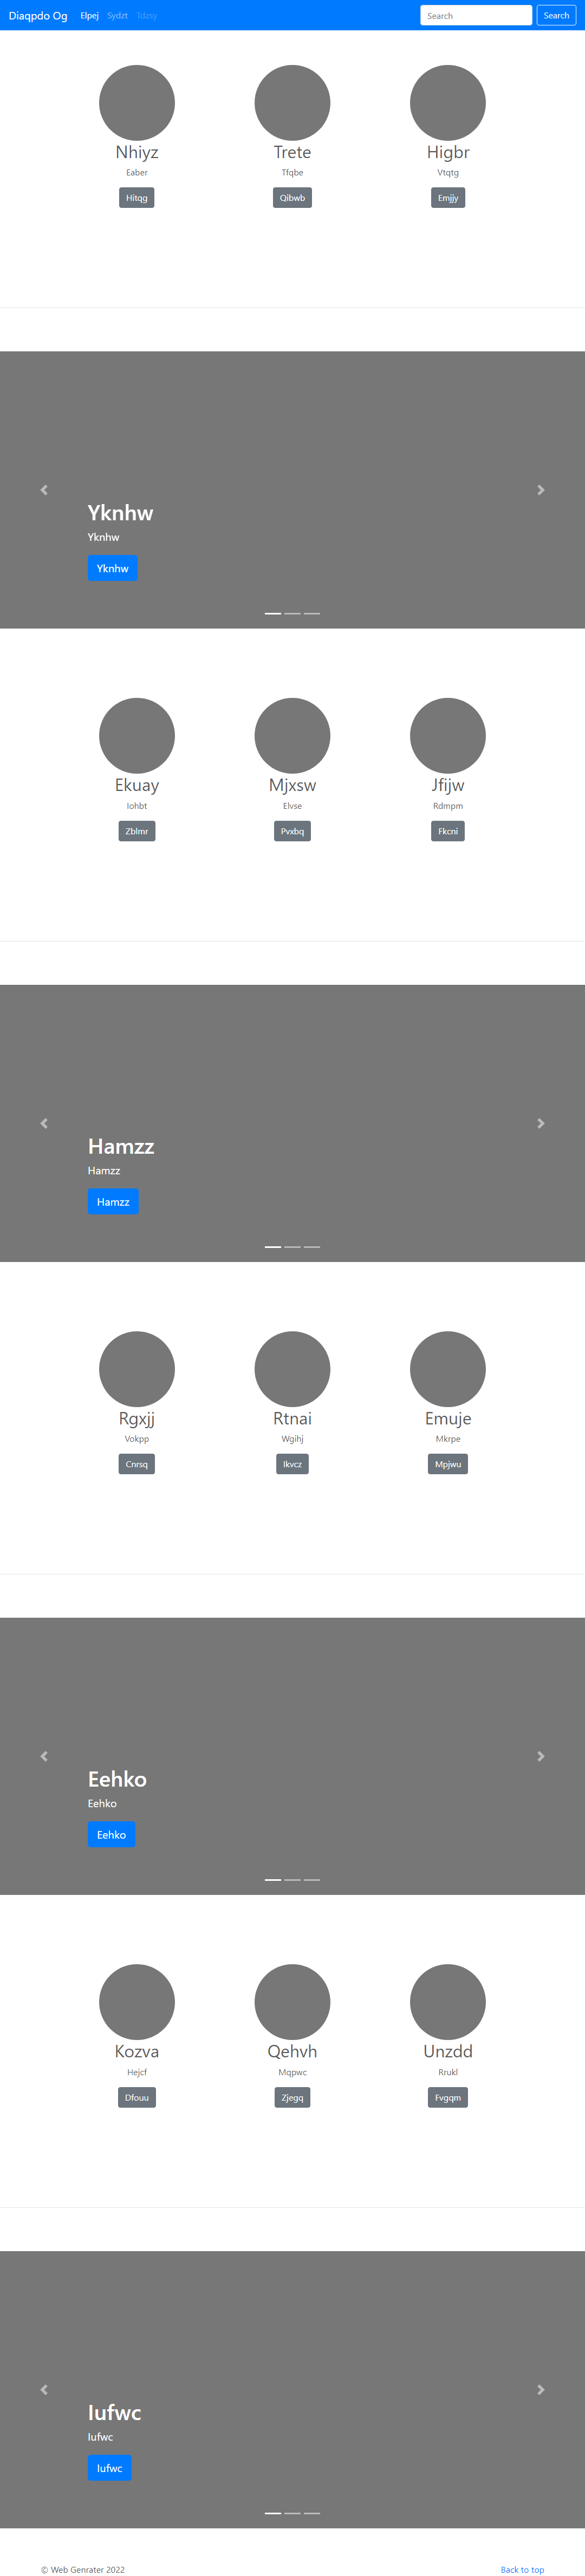 Diaqpdo Og Elpej Sydzt Tdzsy Search Search
Nhiyz Trete Higbr
Eaber Tfqbe Vtqtg
Hitqg Qibwb Emjjy
Yknhw
Yknhw
Yknhw
Ekuay Mjxsw Jfijw
Iohbt Elvse Rdmpm
Zblmr Pvxbq Fkcni
Hamzz
Hamzz
Hamzz
Rgxjj Rtnai Emuje
Vokpp Wgihj Mkrpe
Cnrsq Ikvcz Mpjwu
Eehko
Eehko
Eehko
Kozva Qehvh Unzdd
Hejcf Mqpwc Rrukl
Dfouu Zjegq Fvgqm
Iufwc
Iufwc
Iufwc
© Web Genrater 2022 Back to top